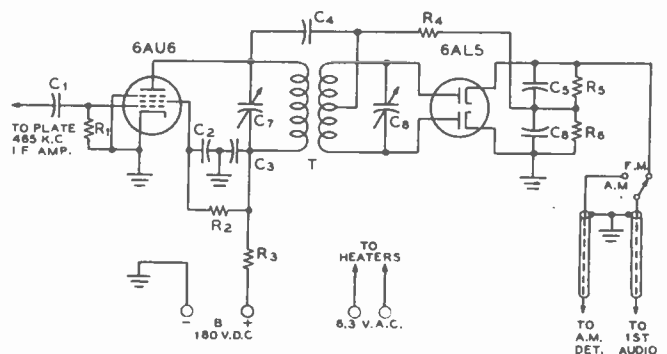 C4
R4
6AU6
6AL5
C1
C7
C8
C5
R5
TO PLATE
465 K.C
I F AMP.
R1
C2
C3
T
C6
R6
F.M.
A.M
R2
R3
TO
HEATERS
-
B
+
180 V.D.C
6.3 V.A.C.
TO
A.M.
DET.
TO
1ST
AUDIO